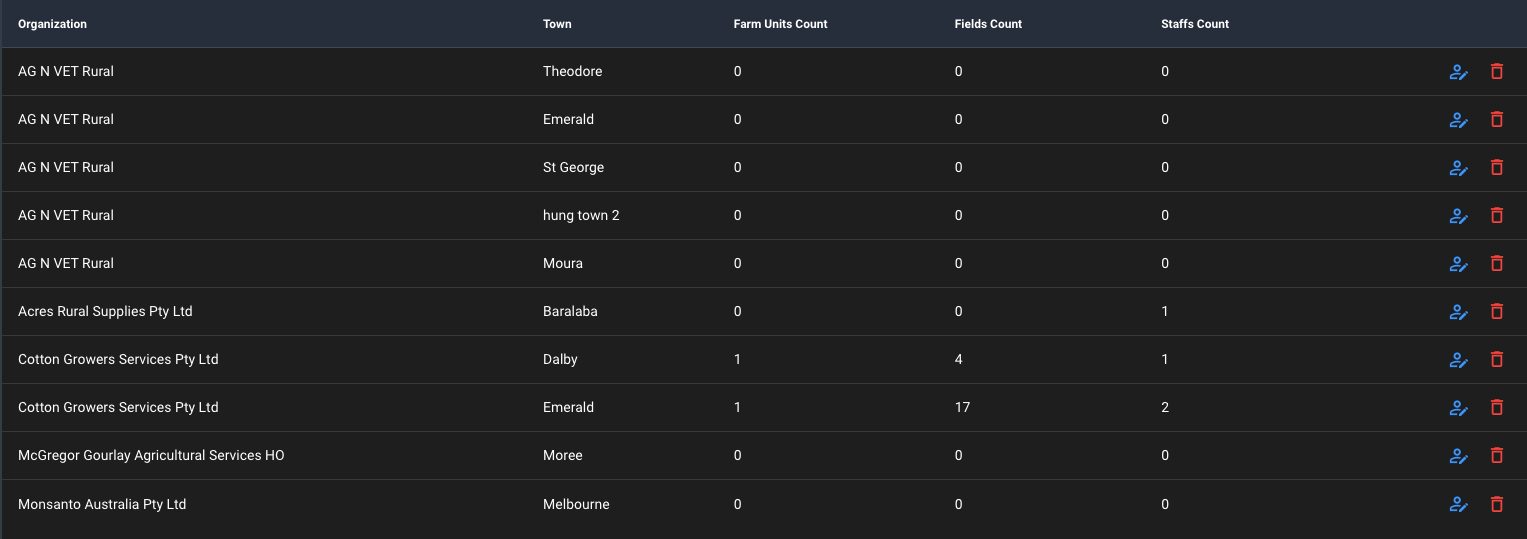 Organization Town Farm Units Count Fields Count Staffs Count
AG N VET Rural Theodore 0 0 0
AG N VET Rural Emerald 0 0 0
AG N VET Rural St George 0 0 0
AG N VET Rural hung town 2 0 0 0
AG N VET Rural Moura 0 0 0
Acres Rural Supplies Pty Ltd Baralaba 0 0 1
Cotton Growers Services Pty Ltd Dalby 1 4 1
Cotton Growers Services Pty Ltd Emerald 1 17 2
McGregor Gourlay Agricultural Services HO Moree 0 0 0
Monsanto Australia Pty Ltd Melbourne 0 0 0